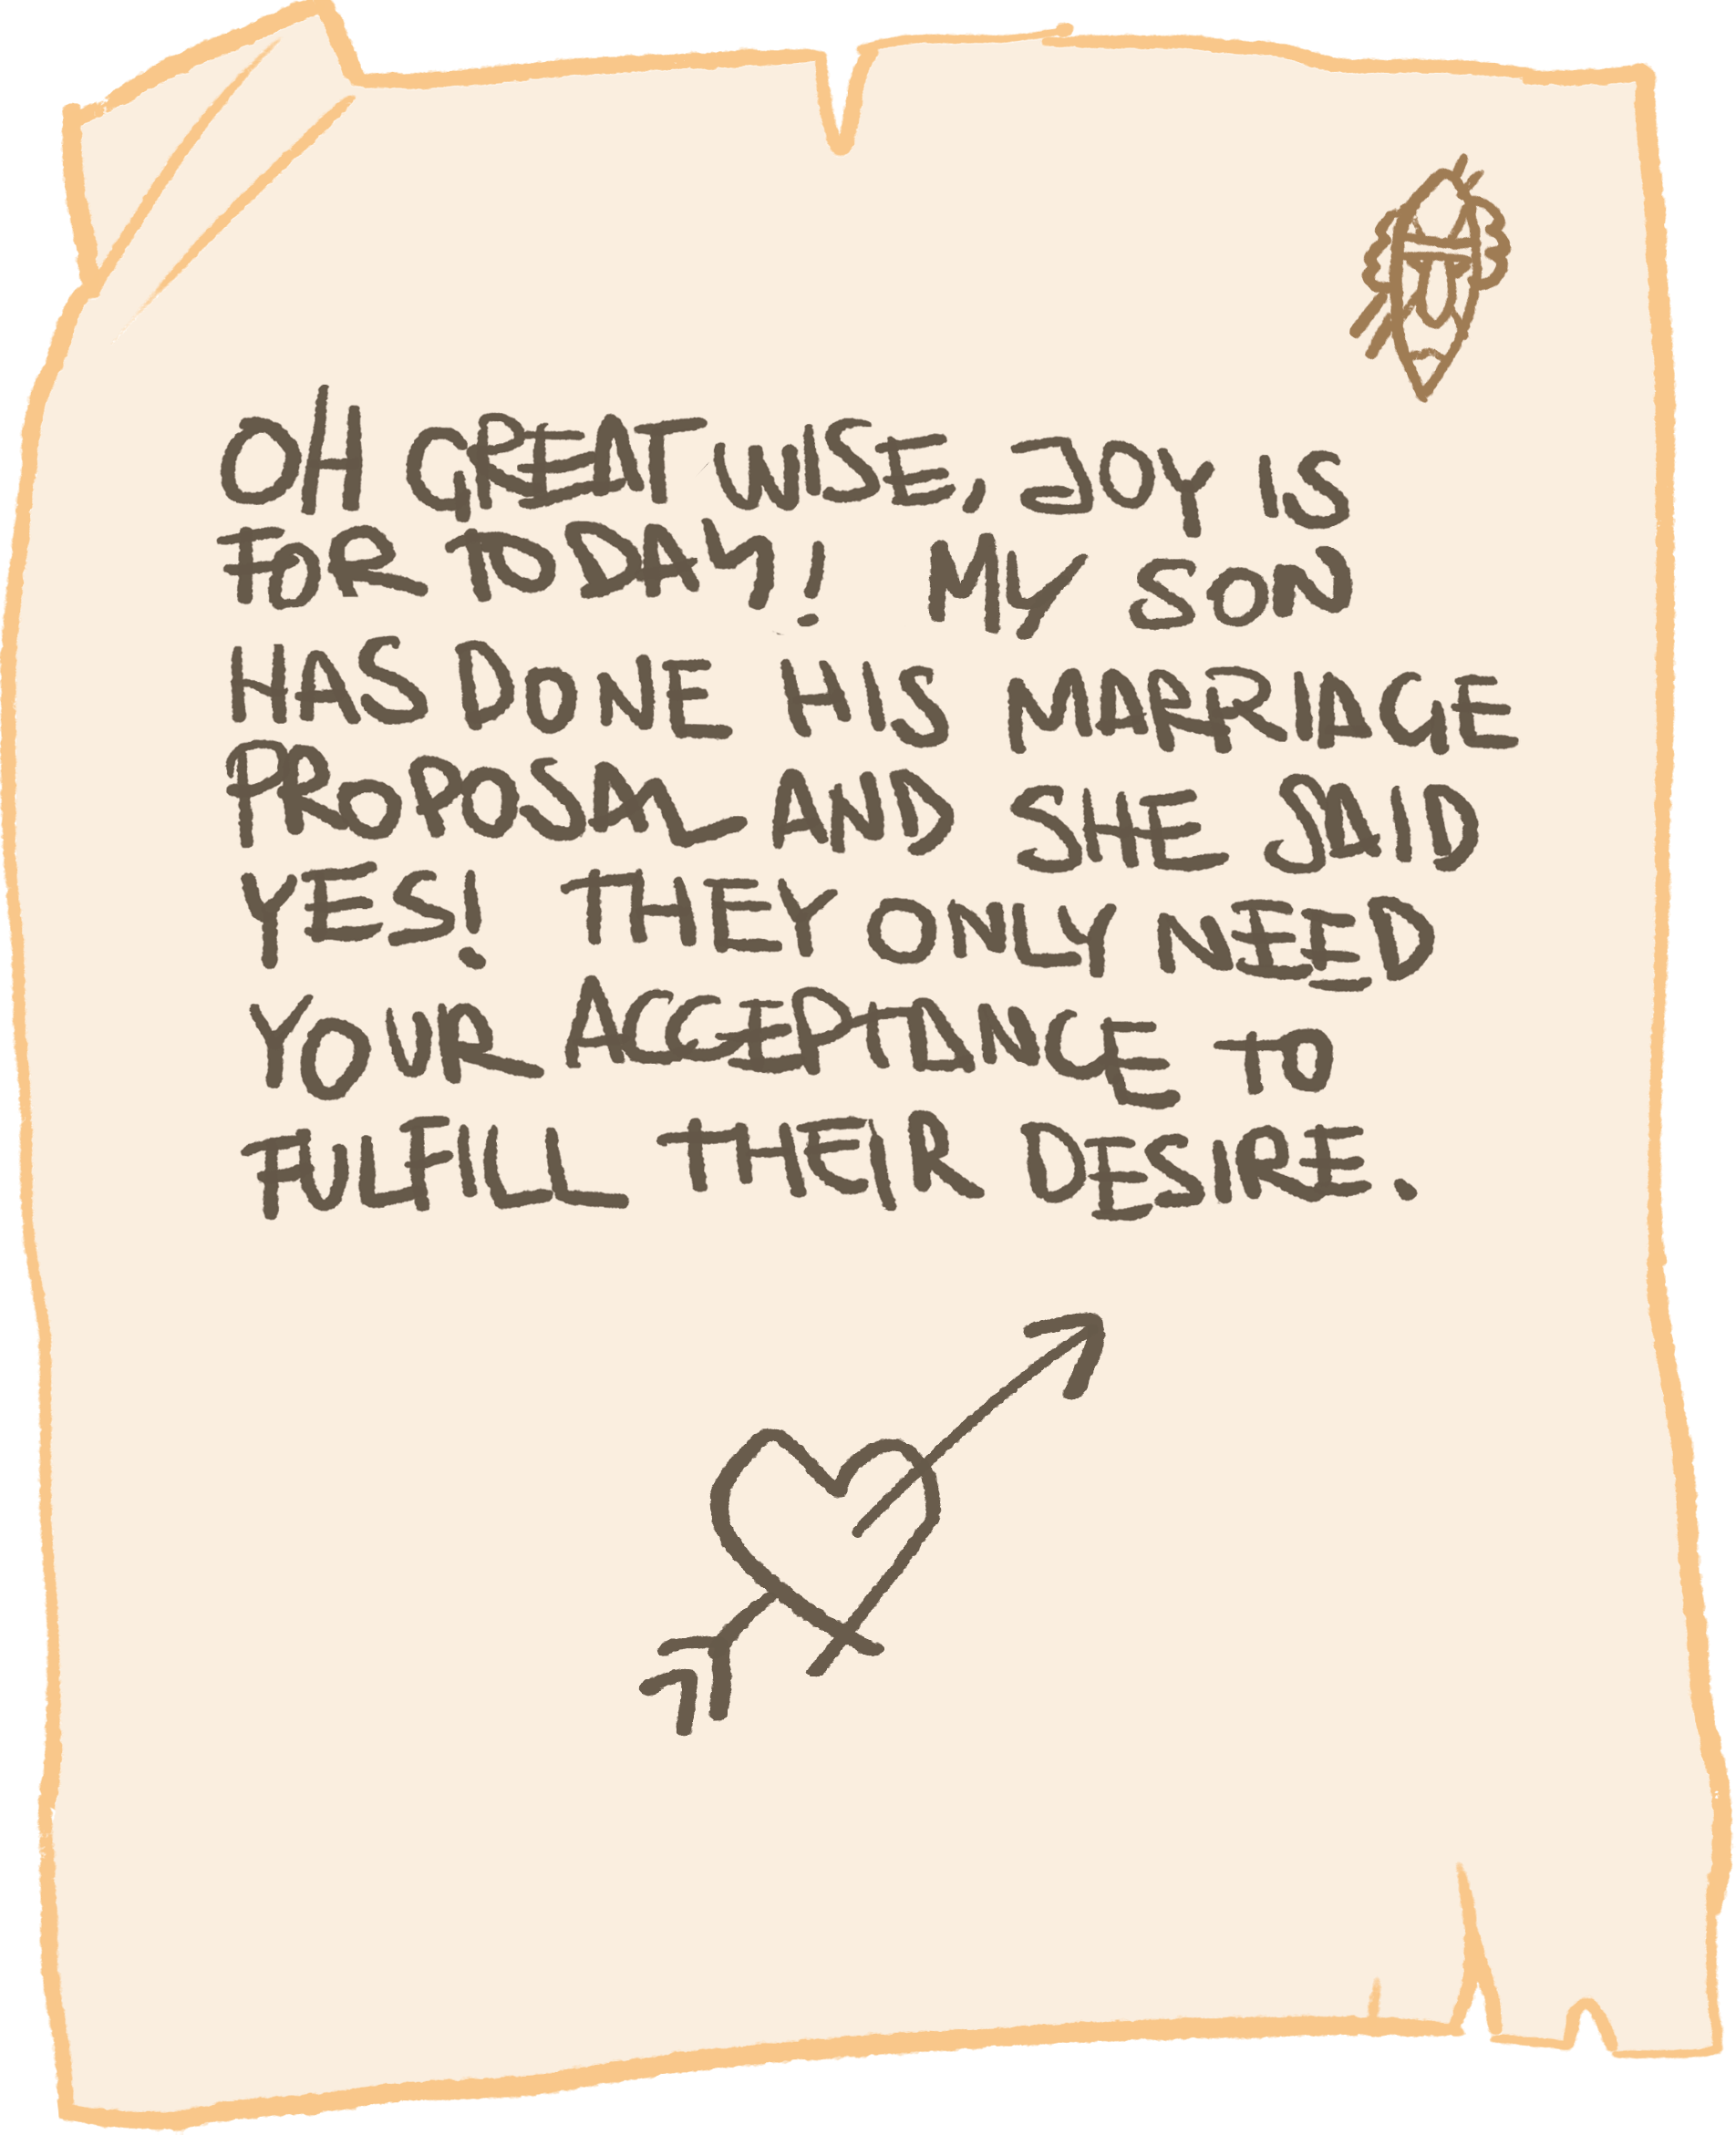 OH GREAT WISE, JOY IS
FOR TODAY! MY SON
HAS DONE HIS MARRIAGE
PROPOSAL AND SHE SAID
YES! THEY ONLY NEED
YOUR ACCEPTANCE TO
FULFILL THEIR DESIRE.